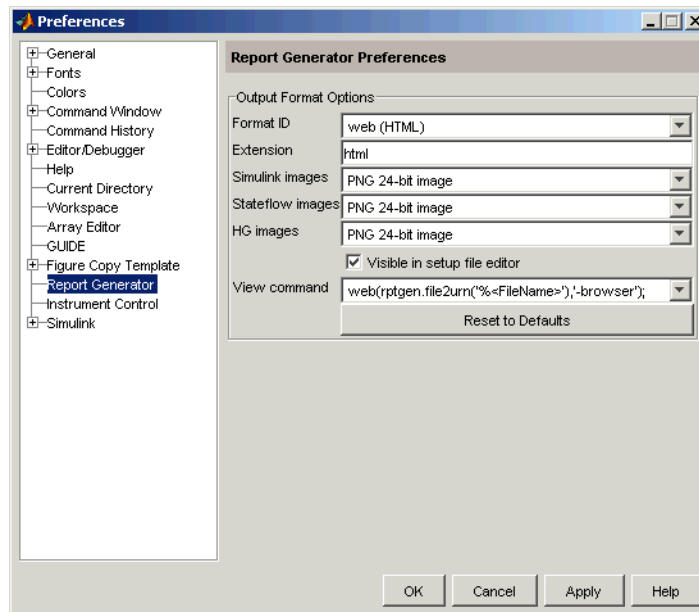 Preferences
General
Fonts
Colors
Command Window
Command History
Editor/Debugger
Help
Current Directory
Workspace
Array Editor
GUIDE
Figure Copy Template
Report Generator
Instrument Control
Simulink
Report Generator Preferences
Output Format Options
Format ID web (HTML)
Extension html
Simulink images PNG 24-bit image
Stateflow images PNG 24-bit image
HG images PNG 24-bit image
Visible in setup file editor
View command web(rptgen.file2urn('%<FileName>'),'-browser');
Reset to Defaults
OK Cancel Apply Help